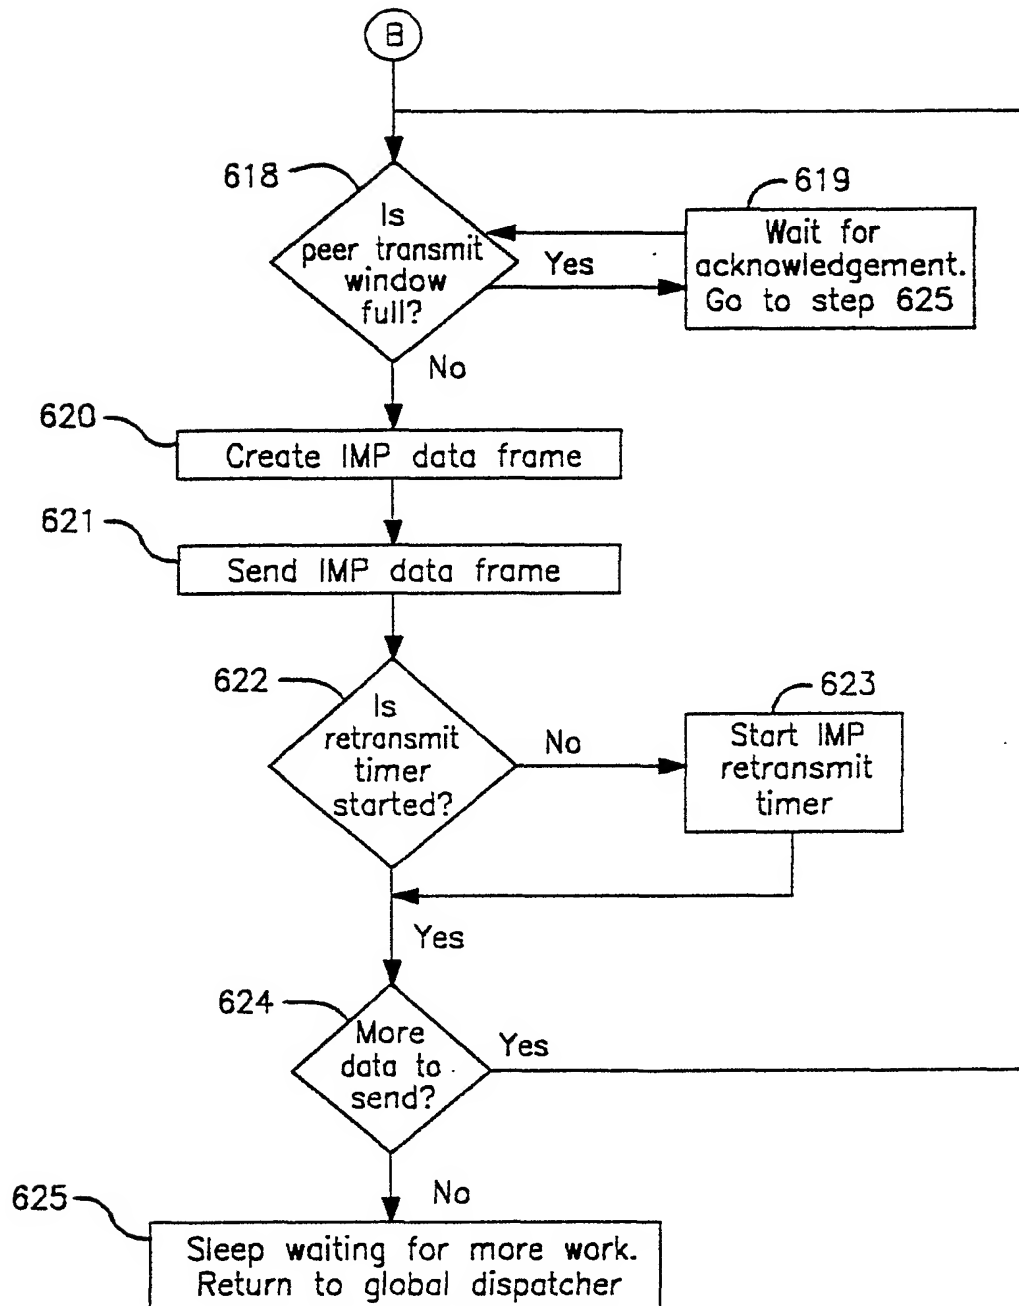 B
618
Is
peer transmit
window
full?
Yes
619
Wait for
acknowledgement.
Go to step 625
No
620
Create IMP data frame
621
Send IMP data frame
622
Is
retransmit
timer
started?
No
623
Start IMP
retransmit
timer
Yes
624
More
data to
send?
Yes
No
625
Sleep waiting for more work.
Return to global dispatcher